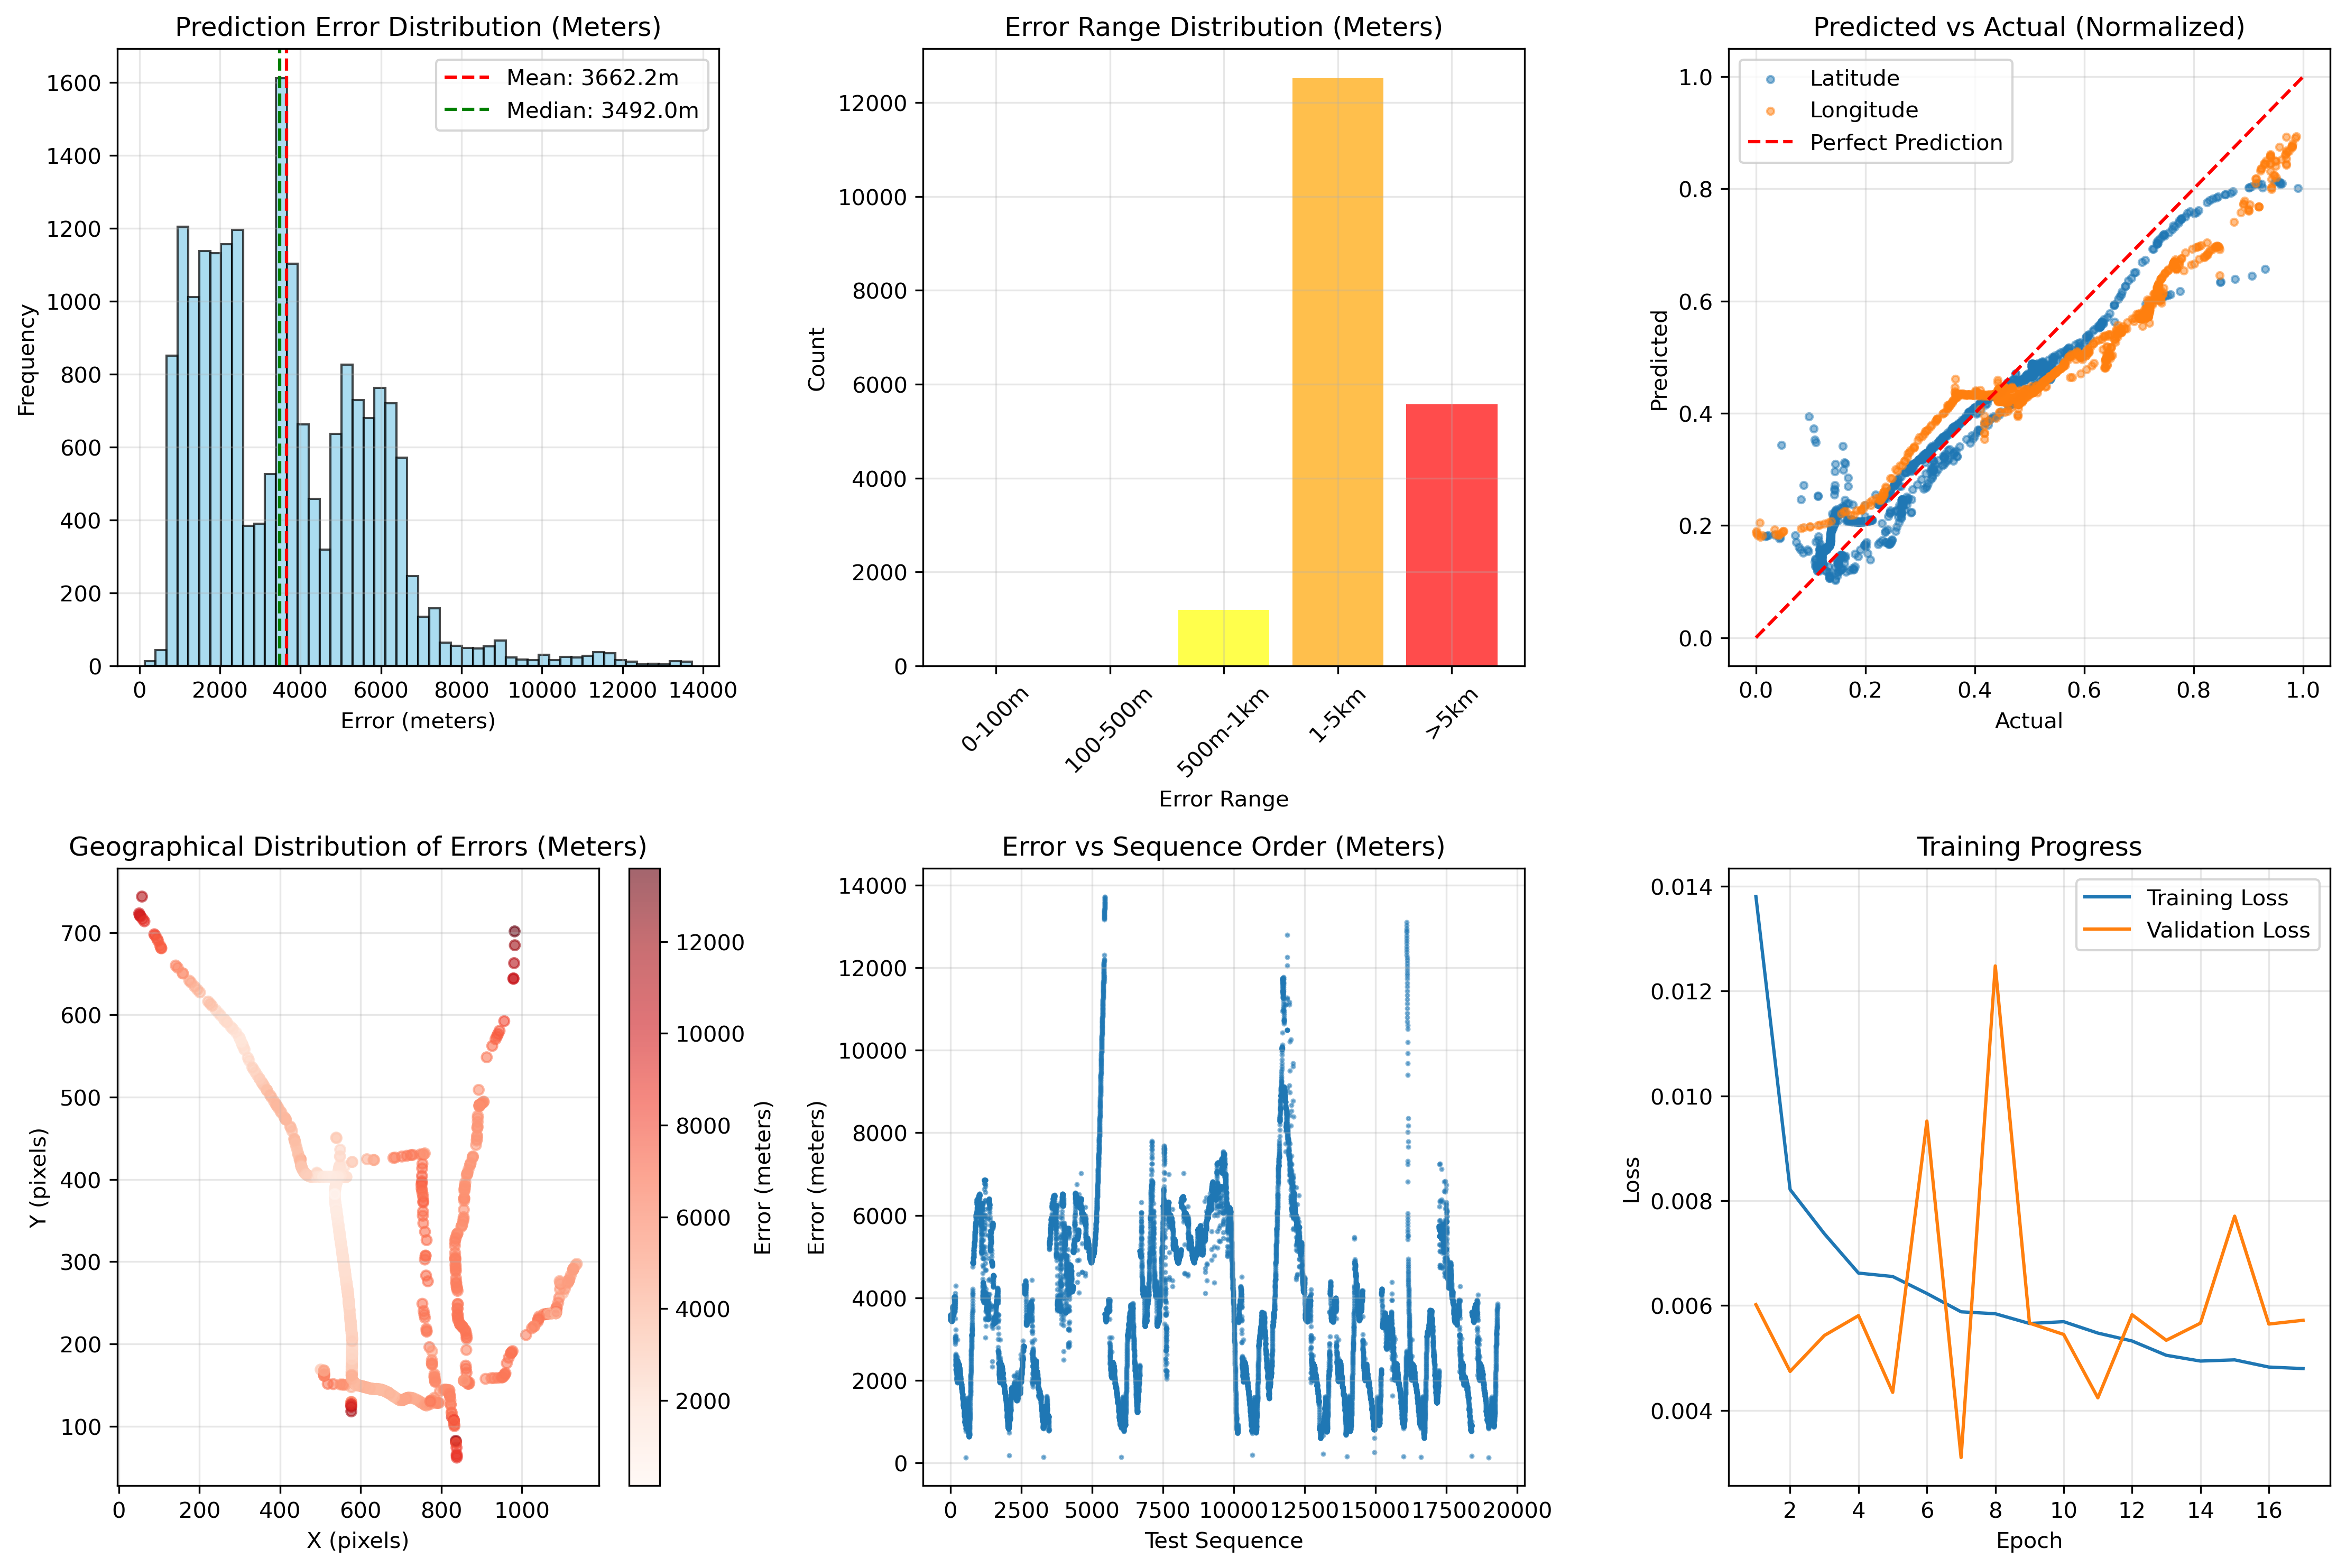 Prediction Error Distribution (Meters)
Mean: 3662.2m
Median: 3492.0m
1600
1400
1200
1000
800
600
400
200
0
Frequency
0 2000 4000 6000 8000 10000 12000 14000
Error (meters)
Error Range Distribution (Meters)
12000
10000
8000
6000
4000
2000
0
Count
0-100m
100-500m
500m-1km
1-5km
>5km
Error Range
Predicted vs Actual (Normalized)
Latitude
Longitude
Perfect Prediction
1.0
0.8
0.6
0.4
0.2
0.0
Predicted
0.0 0.2 0.4 0.6 0.8 1.0
Actual
Geographical Distribution of Errors (Meters)
700
600
500
400
300
200
100
Y (pixels)
0 200 400 600 800 1000
X (pixels)
12000
10000
8000
6000
4000
2000
Error (meters)
Error vs Sequence Order (Meters)
14000
12000
10000
8000
6000
4000
2000
0
Error (meters)
0 2500 5000 7500 10000 12500 15000 17500 20000
Test Sequence
Training Progress
Training Loss
Validation Loss
0.014
0.012
0.010
0.008
0.006
0.004
Loss
2 4 6 8 10 12 14 16
Epoch